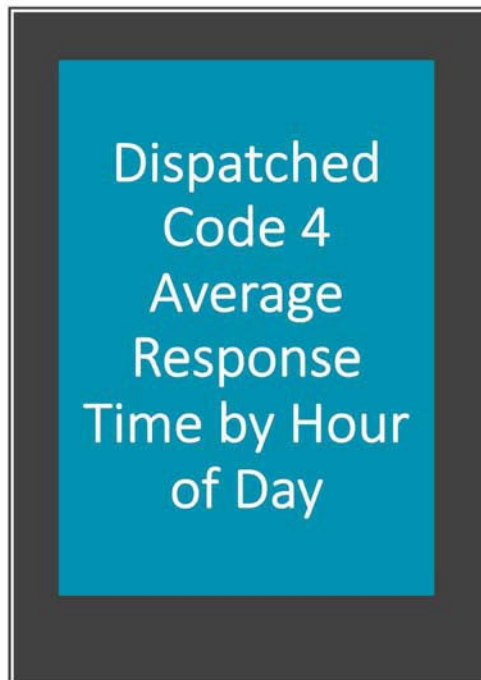 Dispatched
Code 4
Average
Response
Time by Hour
of Day